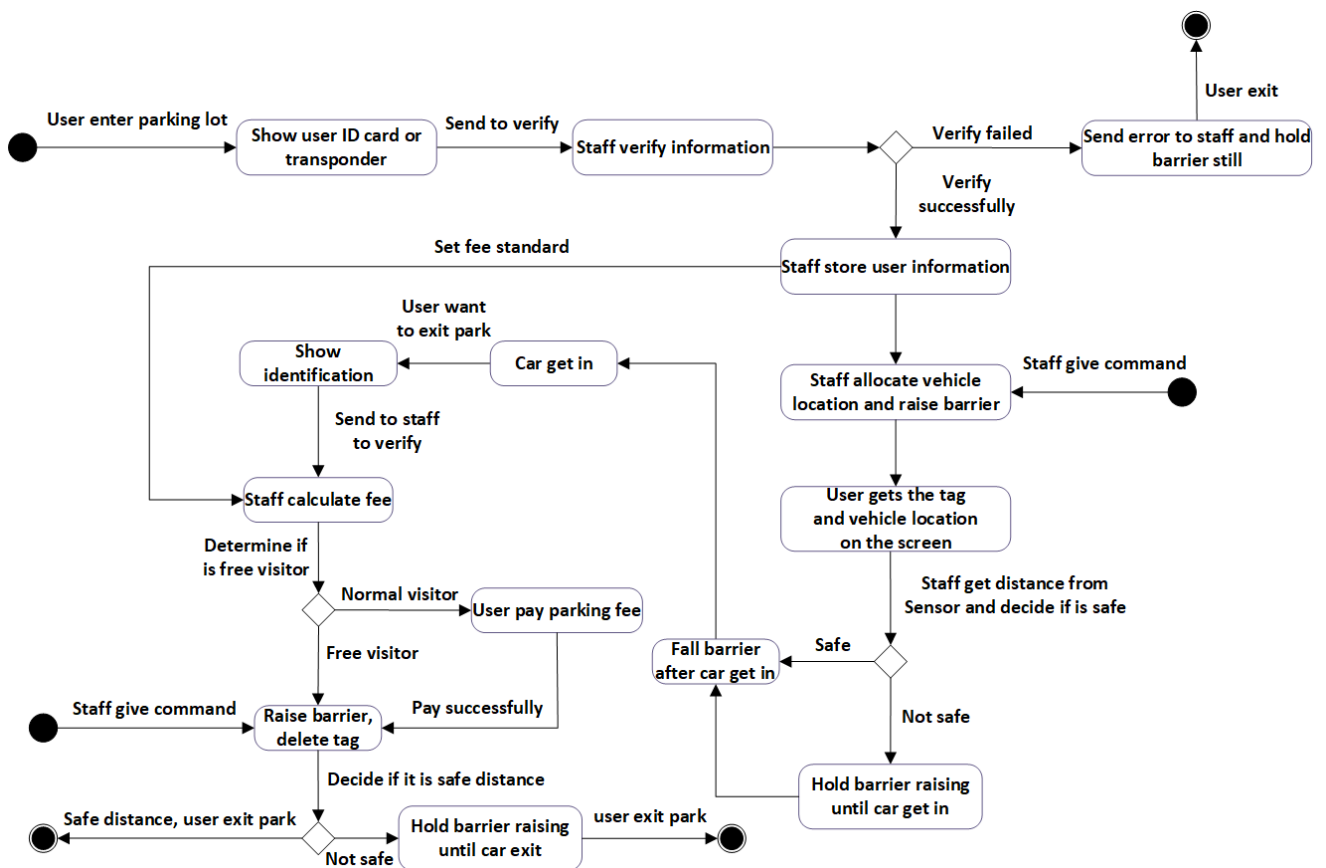 User enter parking lot
Show user ID card or
transponder
Send to verify
Staff verify information
Verify failed
Send error to staff and hold
barrier still
User exit
Verify
successfully
Set fee standard
Staff store user information
User want
to exit park
Show
identification
Car get in
Staff allocate vehicle
location and raise barrier
Staff give command
Send to staff
to verify
Staff calculate fee
User gets the tag
and vehicle location
on the screen
Determine if
is free visitor
Normal visitor
User pay parking fee
Staff get distance from
Sensor and decide if is safe
Free visitor
Fall barrier
after car get in
Safe
Staff give command
Raise barrier,
delete tag
Pay successfully
Not safe
Decide if it is safe distance
Hold barrier raising
until car get in
Safe distance, user exit park
Not safe
Hold barrier raising
until car exit
user exit park